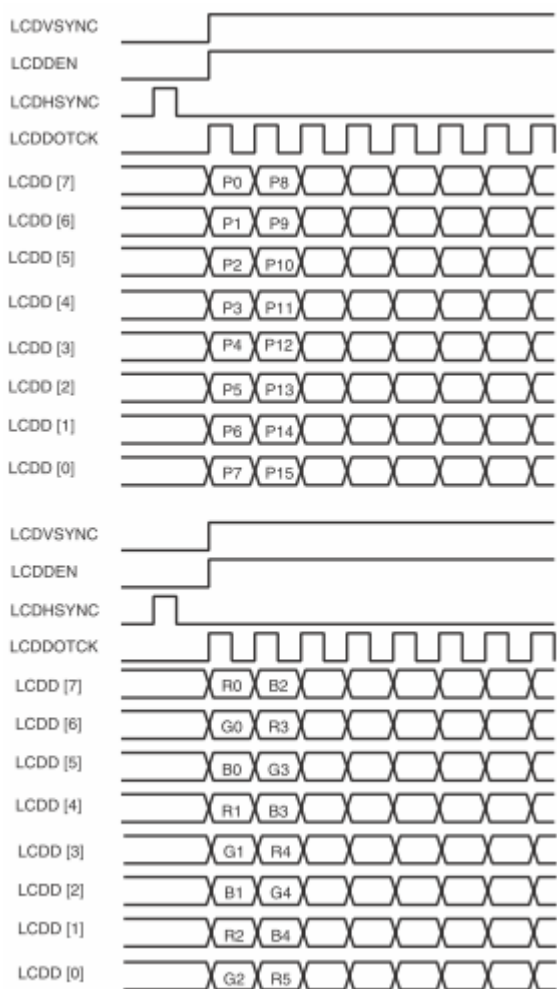 LCDVSYNC
LCDDEN
LCDHSYNC
LCDDOTCK
LCDD [7] P0 P8
LCDD [6] P1 P9
LCDD [5] P2 P10
LCDD [4] P3 P11
LCDD [3] P4 P12
LCDD [2] P5 P13
LCDD [1] P6 P14
LCDD [0] P7 P15
LCDVSYNC
LCDDEN
LCDHSYNC
LCDDOTCK
LCDD [7] R0 B2
LCDD [6] G0 R3
LCDD [5] B0 G3
LCDD [4] R1 B3
LCDD [3] G1 R4
LCDD [2] B1 G4
LCDD [1] R2 B4
LCDD [0] G2 R5